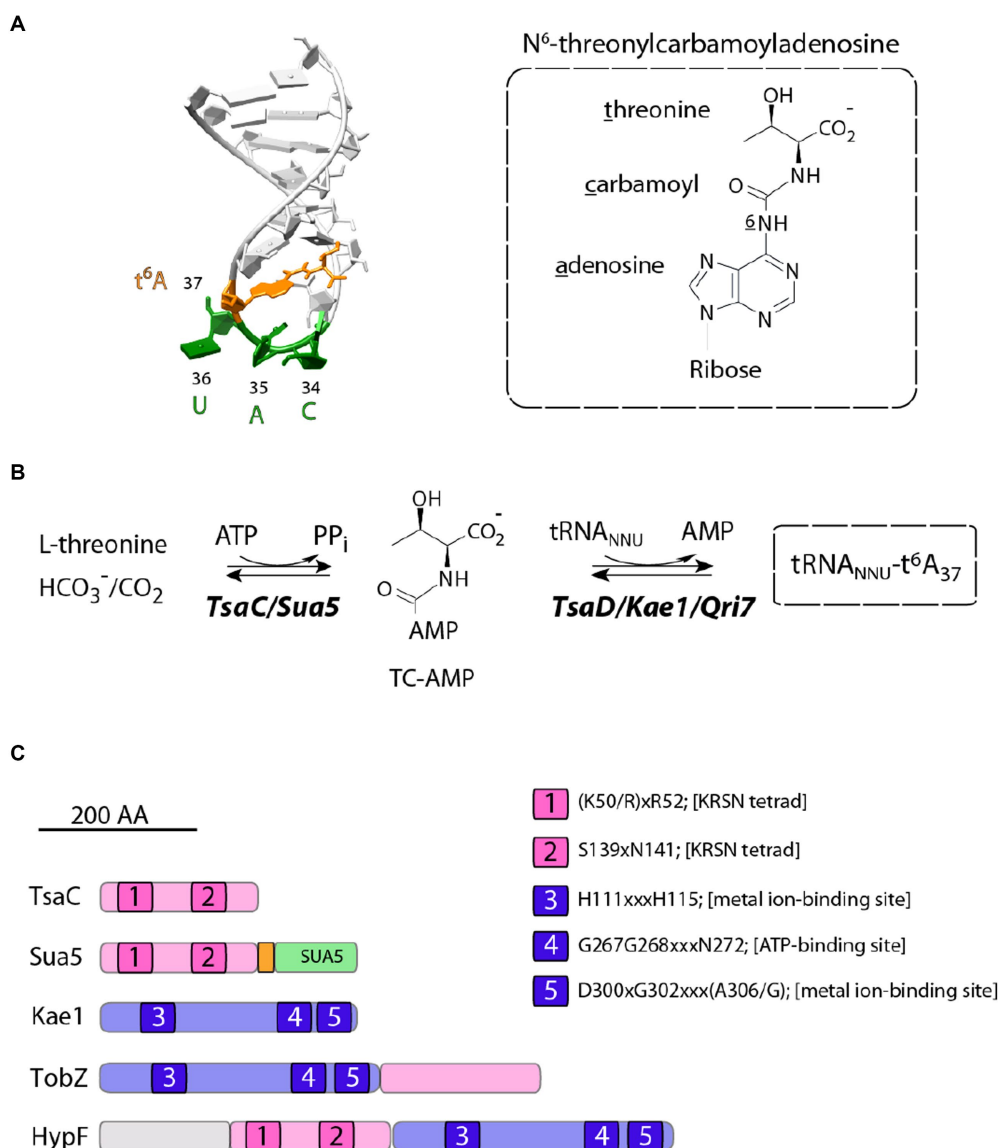 A
N⁶-threonylcarbamoyladenosine
threonine
OH
CO₂⁻
NH
carbamoyl
O
6NH
adenosine
N
N
N
N
Ribose
t⁶A
37
36
35
34
U
A
C
B
L-threonine
HCO₃⁻/CO₂
ATP
PPᵢ
TsaC/Sua5
OH
CO₂⁻
NH
O
AMP
TC-AMP
tRNA_NNU
AMP
TsaD/Kae1/Qri7
tRNA_NNU-t⁶A₃₇
C
200 AA
TsaC 1 2
Sua5 1 2 SUA5
Kae1 3 4 5
TobZ 3 4 5
HypF 1 2 3 4 5
1 (K50/R)xR52; [KRSN tetrad]
2 S139xN141; [KRSN tetrad]
3 H111xxxH115; [metal ion-binding site]
4 G267G268xxxN272; [ATP-binding site]
5 D300xG302xxx(A306/G); [metal ion-binding site]